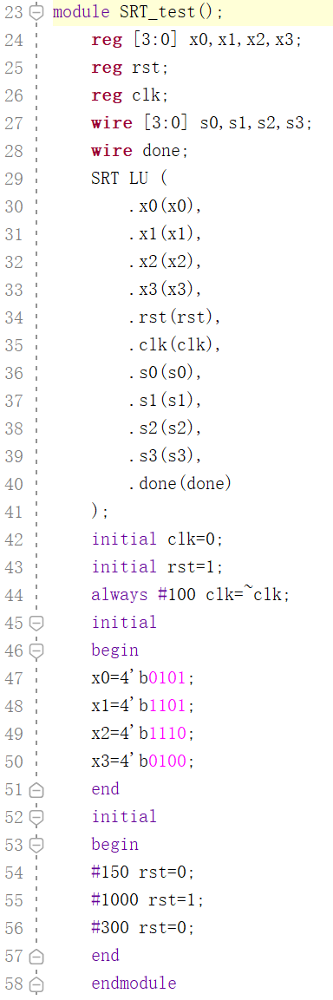 23 module SRT_test();
24 reg [3:0] x0,x1,x2,x3;
25 reg rst;
26 reg clk;
27 wire [3:0] s0,s1,s2,s3;
28 wire done;
29 SRT LU (
30 .x0(x0),
31 .x1(x1),
32 .x2(x2),
33 .x3(x3),
34 .rst(rst),
35 .clk(clk),
36 .s0(s0),
37 .s1(s1),
38 .s2(s2),
39 .s3(s3),
40 .done(done)
41 );
42 initial clk=0;
43 initial rst=1;
44 always #100 clk=~clk;
45 initial
46 begin
47 x0=4'b0101;
48 x1=4'b1101;
49 x2=4'b1110;
50 x3=4'b0100;
51 end
52 initial
53 begin
54 #150 rst=0;
55 #1000 rst=1;
56 #300 rst=0;
57 end
58 endmodule